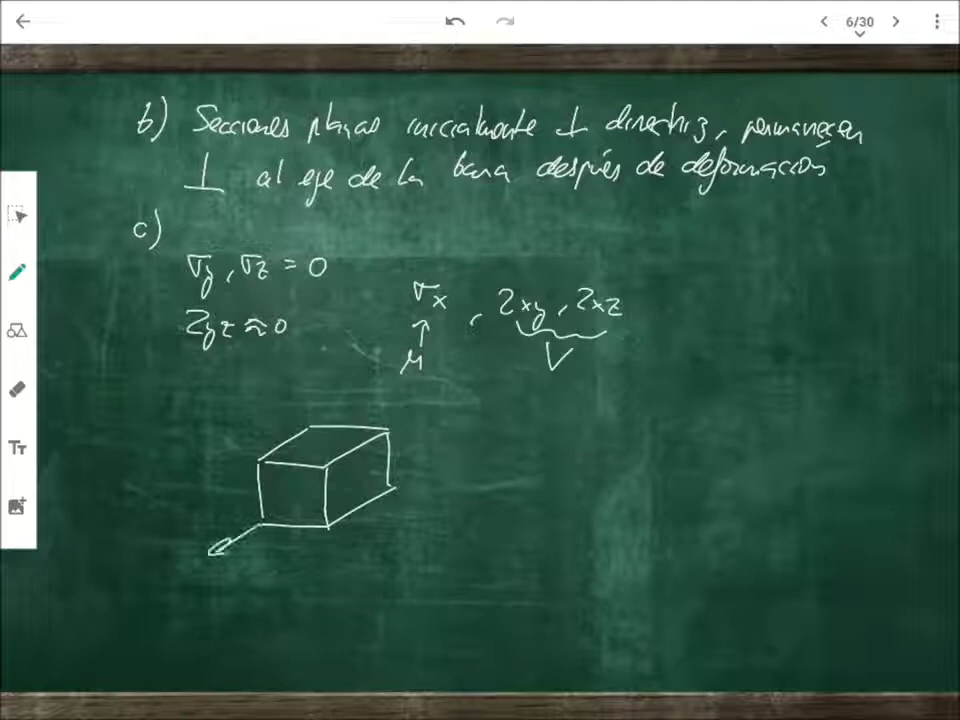 6/30
b) Secciones planas inicialmente ⊥ directriz, permanecen
⊥ al eje de la barra después de deformación
c)
σy, σz = 0
σx, τxy, τxz
τyz ≈ 0
↑
M
V
Tт